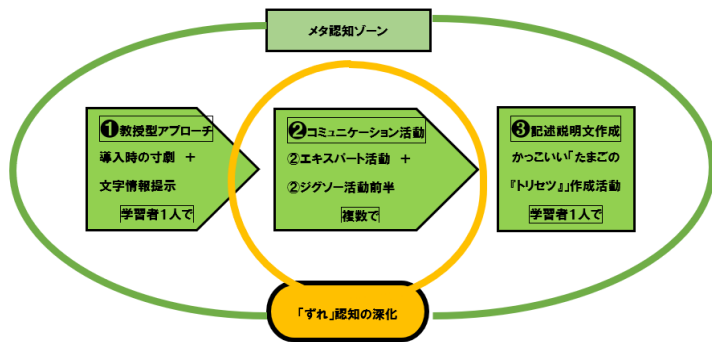 メタ認知ゾーン
❶教授型アプローチ
導入時の寸劇 ＋
文字情報提示
学習者１人で
❷コミュニケーション活動
②エキスパート活動 ＋
②ジグソー活動前半
複数で
❸記述説明文作成
かっこいい「たまごの
『トリセツ』」作成活動
学習者１人で
「ずれ」認知の深化